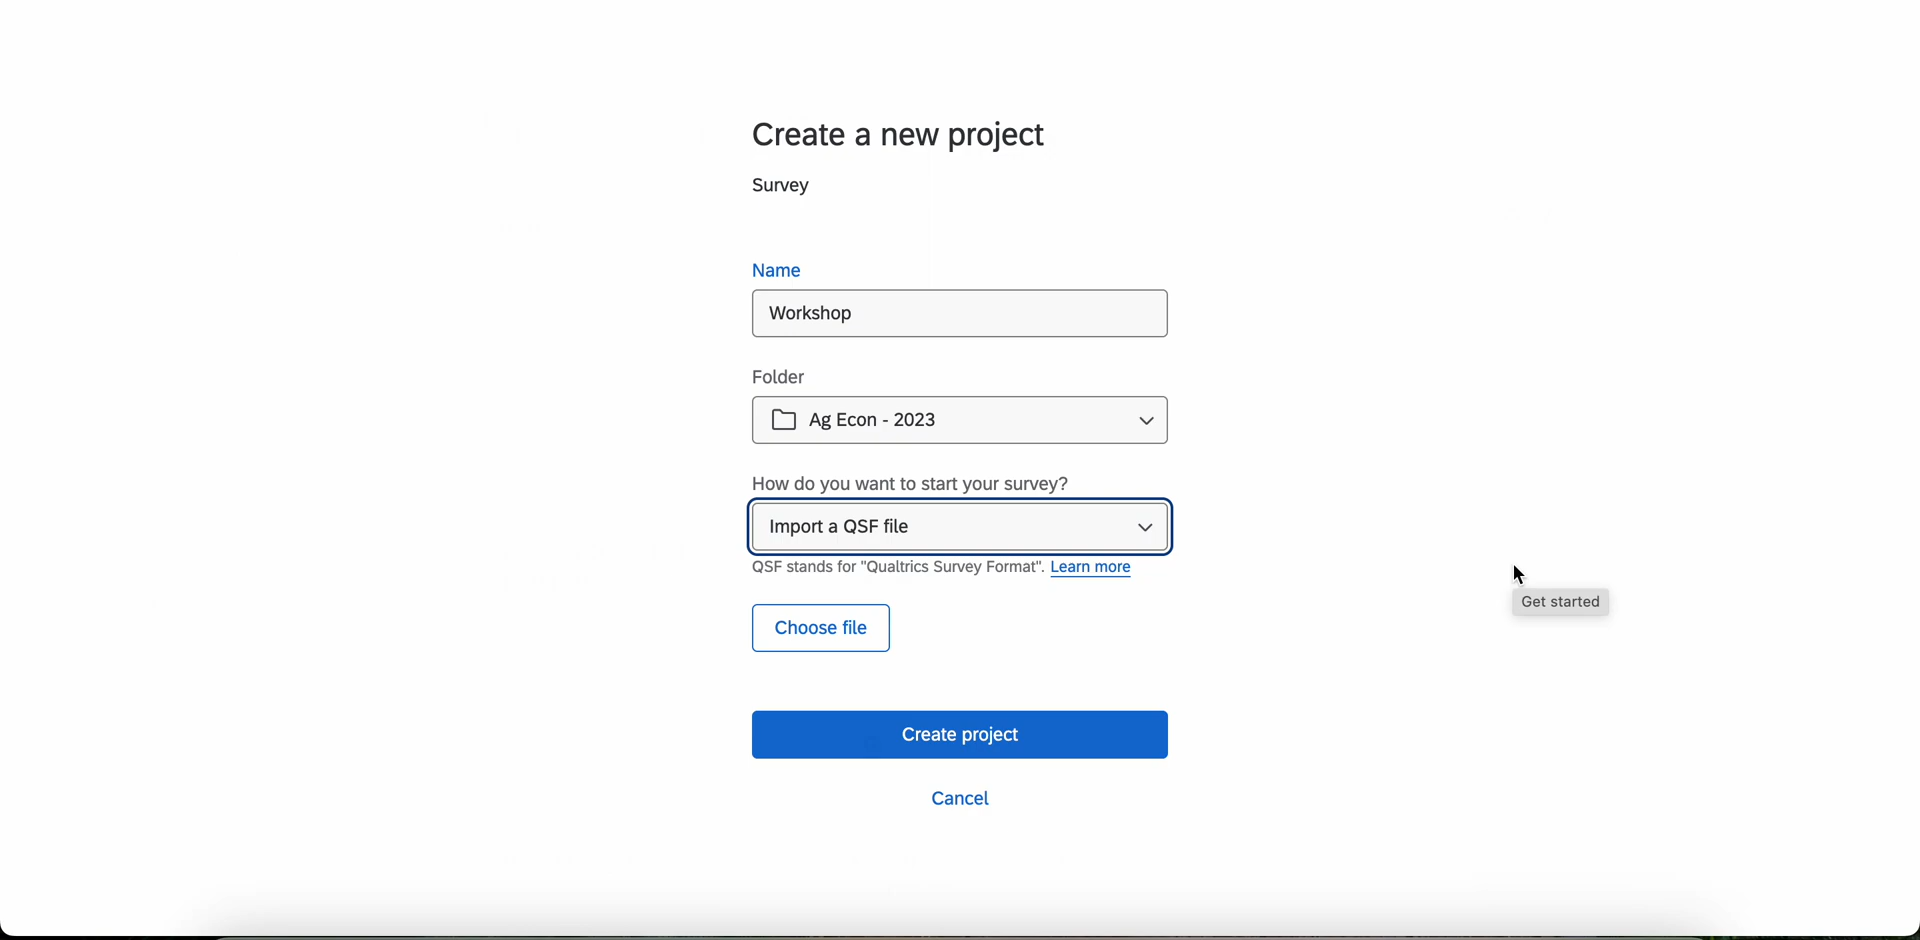 Create a new project
Survey
Name
Workshop
Folder
Ag Econ - 2023
How do you want to start your survey?
Import a QSF file
QSF stands for "Qualtrics Survey Format". Learn more
Get started
Choose file
Create project
Cancel